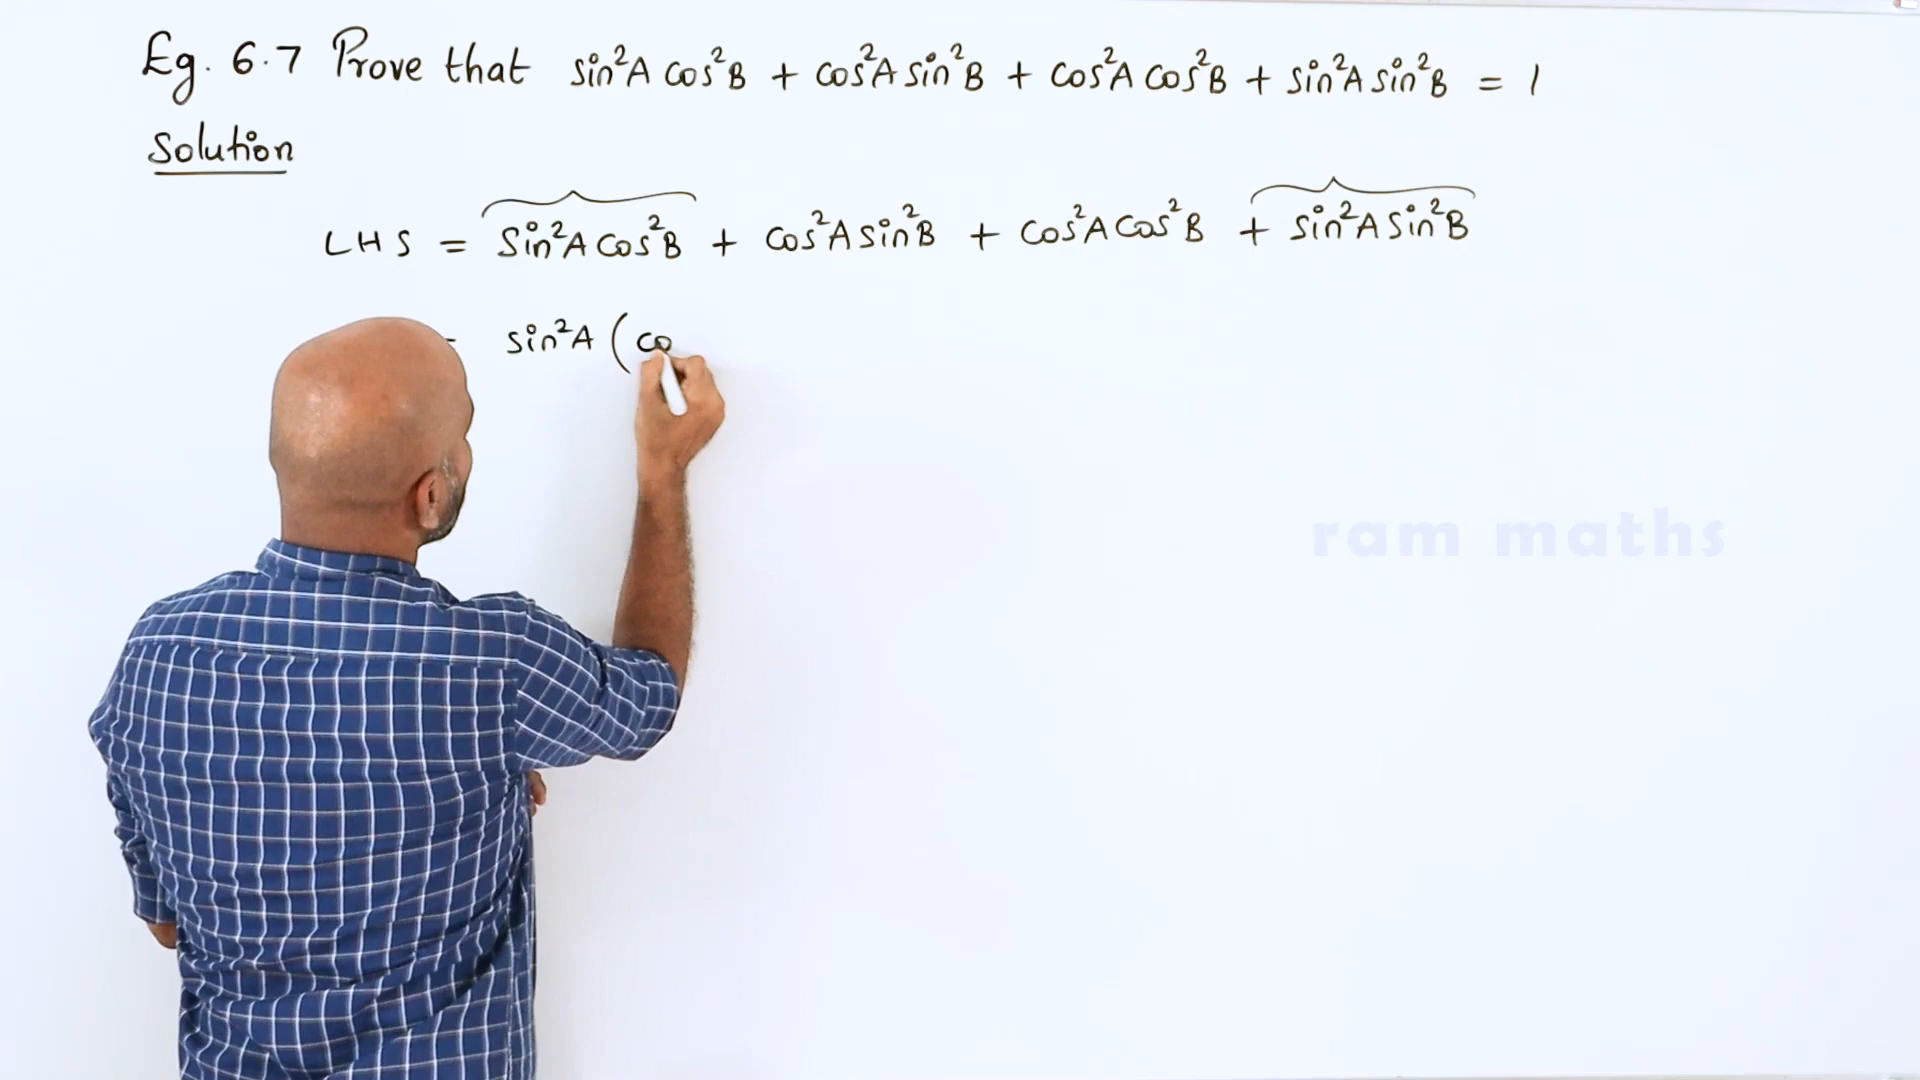 Eg. 6.7 Prove that sin²A cos²B + cos²A sin²B + cos²A cos²B + sin²A sin²B = 1
Solution
LHS = sin²A cos²B + cos²A sin²B + cos²A cos²B + sin²A sin²B
sin²A (co
ram maths